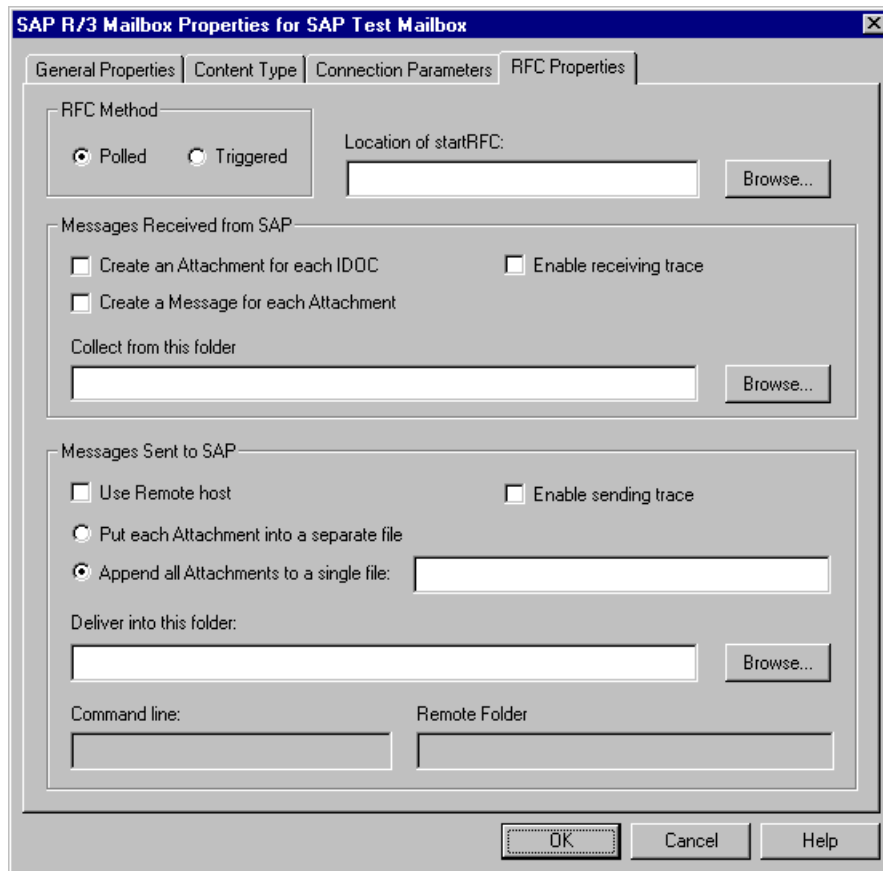 SAP R/3 Mailbox Properties for SAP Test Mailbox
General Properties Content Type Connection Parameters RFC Properties
RFC Method
Polled Triggered
Location of startRFC:
Browse...
Messages Received from SAP
Create an Attachment for each IDOC Enable receiving trace
Create a Message for each Attachment
Collect from this folder
Browse...
Messages Sent to SAP
Use Remote host Enable sending trace
Put each Attachment into a separate file
Append all Attachments to a single file:
Deliver into this folder:
Browse...
Command line: Remote Folder
OK Cancel Help